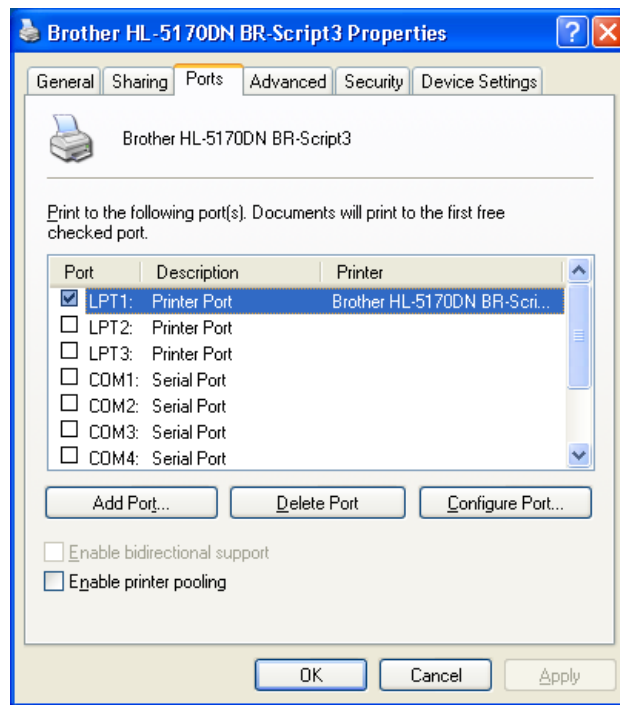 Brother HL-5170DN BR-Script3 Properties
General Sharing Ports Advanced Security Device Settings
Brother HL-5170DN BR-Script3
Print to the following port(s). Documents will print to the first free
checked port.
Port Description Printer
LPT1: Printer Port Brother HL-5170DN BR-Scri...
LPT2: Printer Port
LPT3: Printer Port
COM1: Serial Port
COM2: Serial Port
COM3: Serial Port
COM4: Serial Port
Add Port... Delete Port Configure Port...
Enable bidirectional support
Enable printer pooling
OK Cancel Apply